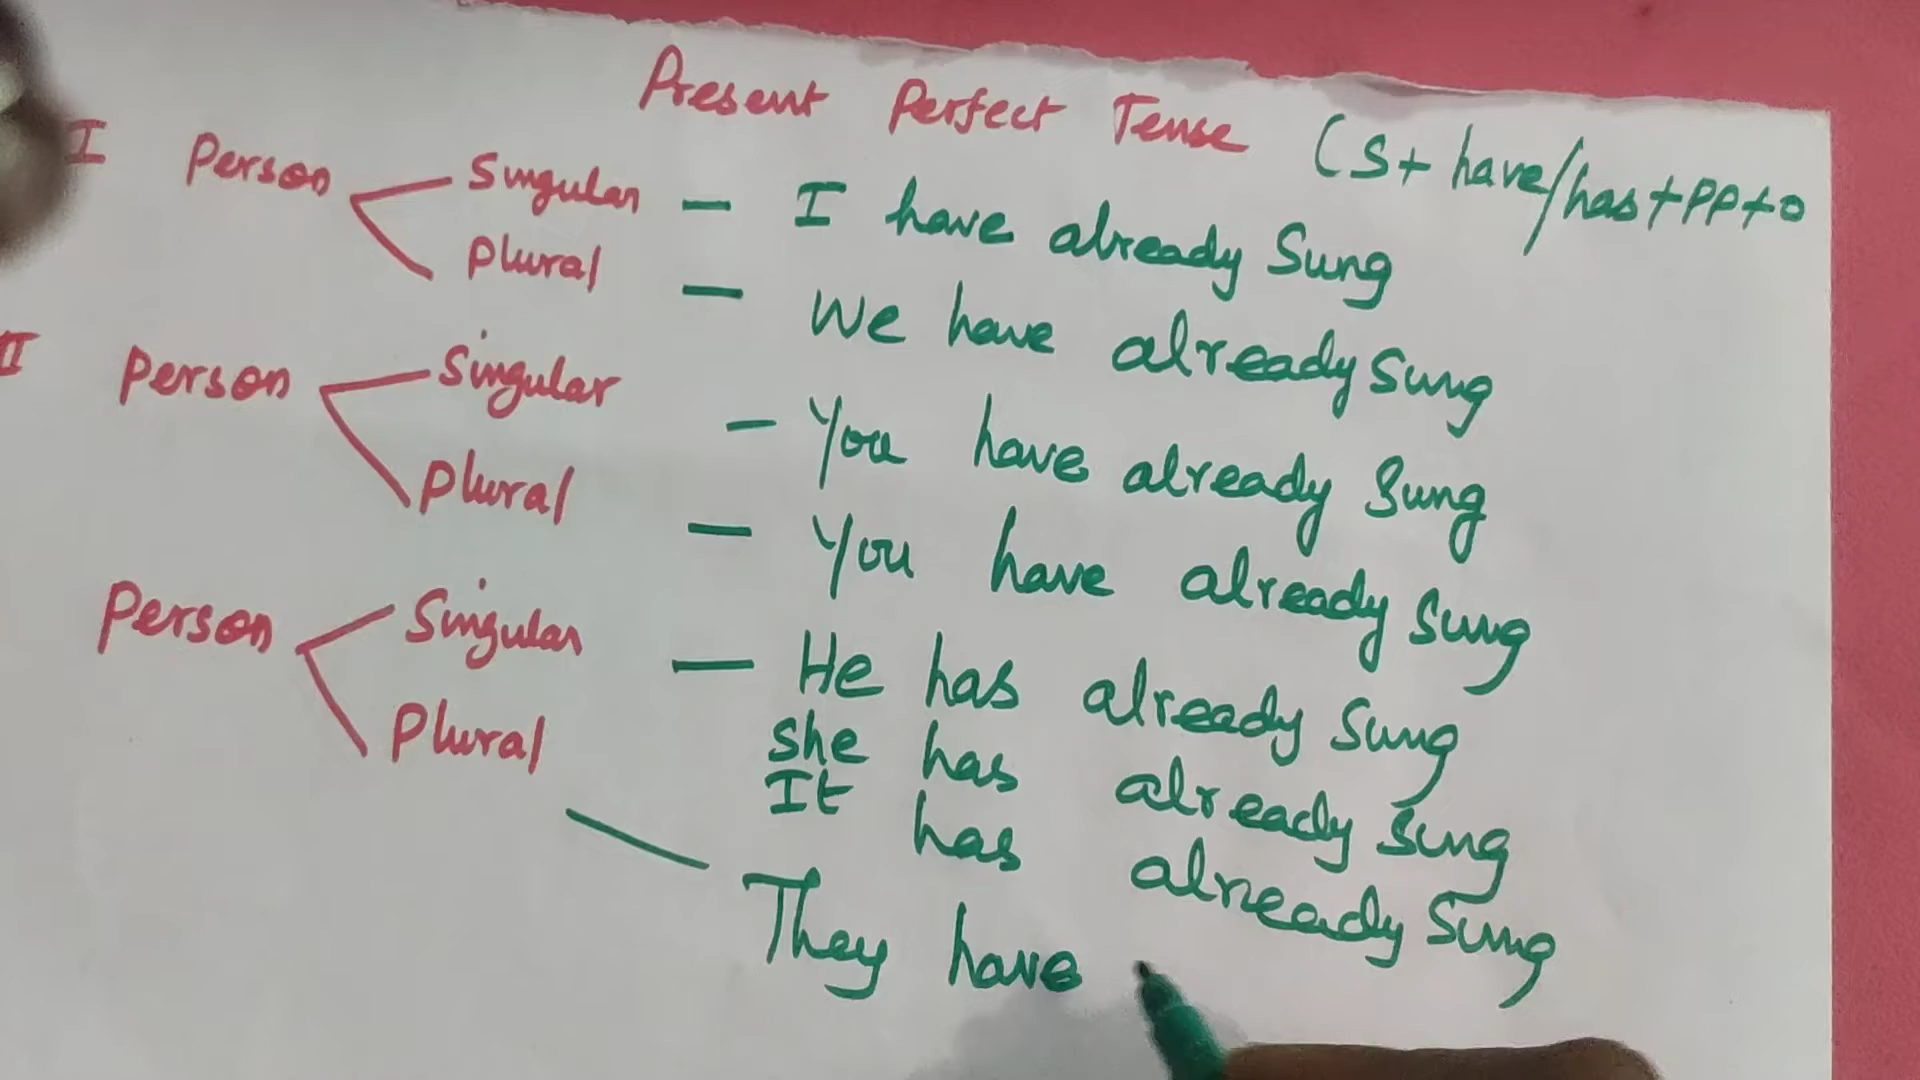 Present Perfect Tense (S + have/has + PP + o
I Person Singular – I have already Sung
Plural – We have already Sung
II Person Singular – You have already Sung
Plural – You have already Sung
Person Singular – He has already Sung
she has already Sung
It has already Sung
Plural – They have